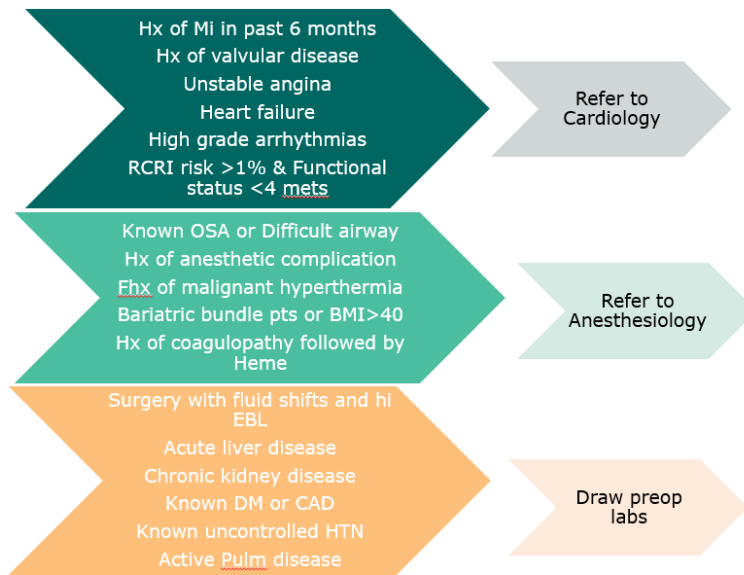 Hx of Mi in past 6 months
Hx of valvular disease
Unstable angina
Heart failure
High grade arrhythmias
RCRI risk >1% & Functional
status <4 mets
Refer to
Cardiology
Known OSA or Difficult airway
Hx of anesthetic complication
Fhx of malignant hyperthermia
Bariatric bundle pts or BMI>40
Hx of coagulopathy followed by
Heme
Refer to
Anesthesiology
Surgery with fluid shifts and hi
EBL
Acute liver disease
Chronic kidney disease
Known DM or CAD
Known uncontrolled HTN
Active Pulm disease
Draw preop
labs